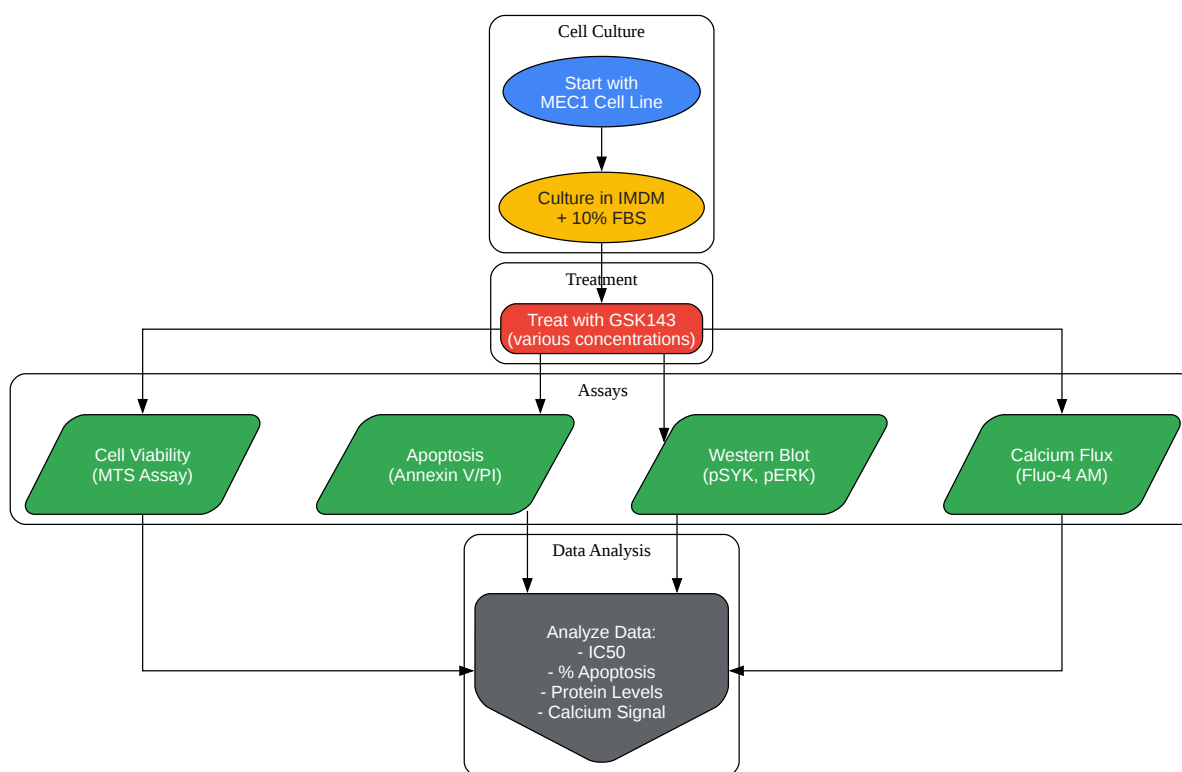 Cell Culture
Start with
MEC1 Cell Line
Culture in IMDM
+ 10% FBS
Treatment
Treat with GSK143
(various concentrations)
Assays
Cell Viability
(MTS Assay)
Apoptosis
(Annexin V/PI)
Western Blot
(pSYK, pERK)
Calcium Flux
(Fluo-4 AM)
Data Analysis
Analyze Data:
- IC50
- % Apoptosis
- Protein Levels
- Calcium Signal